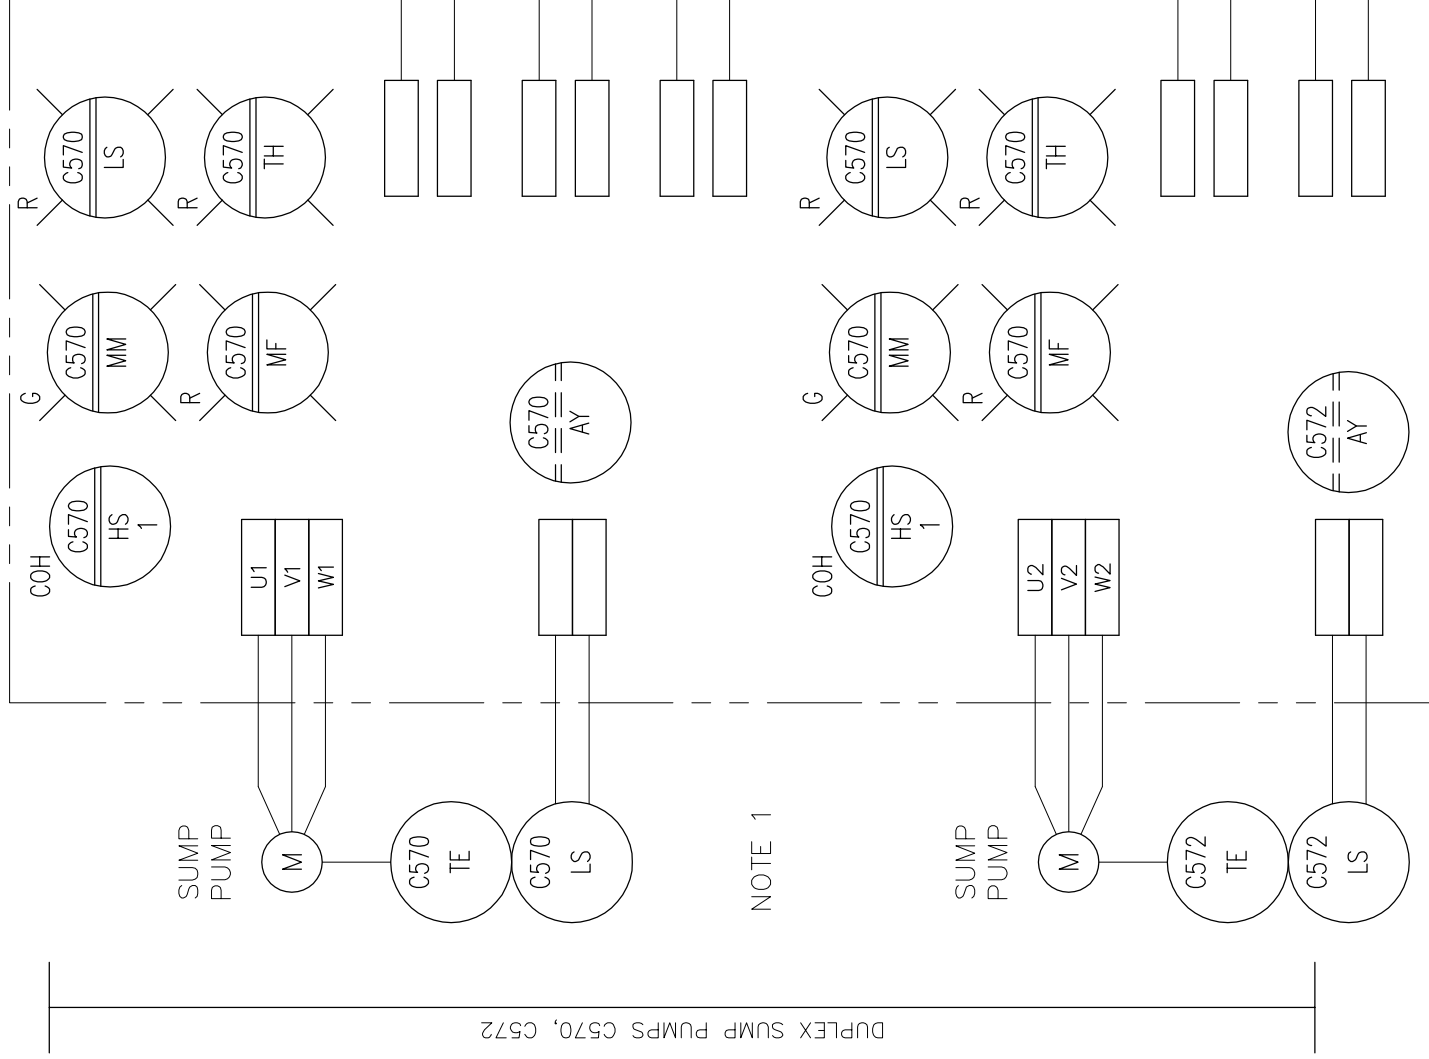 R
C570
LS
R
C570
TH
G
C570
MM
R
C570
MF
COH
C570
HS
1
C570
AY
U1
V1
W1
SUMP
PUMP
M
C570
TE
C570
LS
NOTE 1
R
C570
LS
R
C570
TH
G
C570
MM
R
C570
MF
COH
C570
HS
1
C572
AY
U2
V2
W2
SUMP
PUMP
M
C572
TE
C572
LS
DUPLEX SUMP PUMPS C570, C572